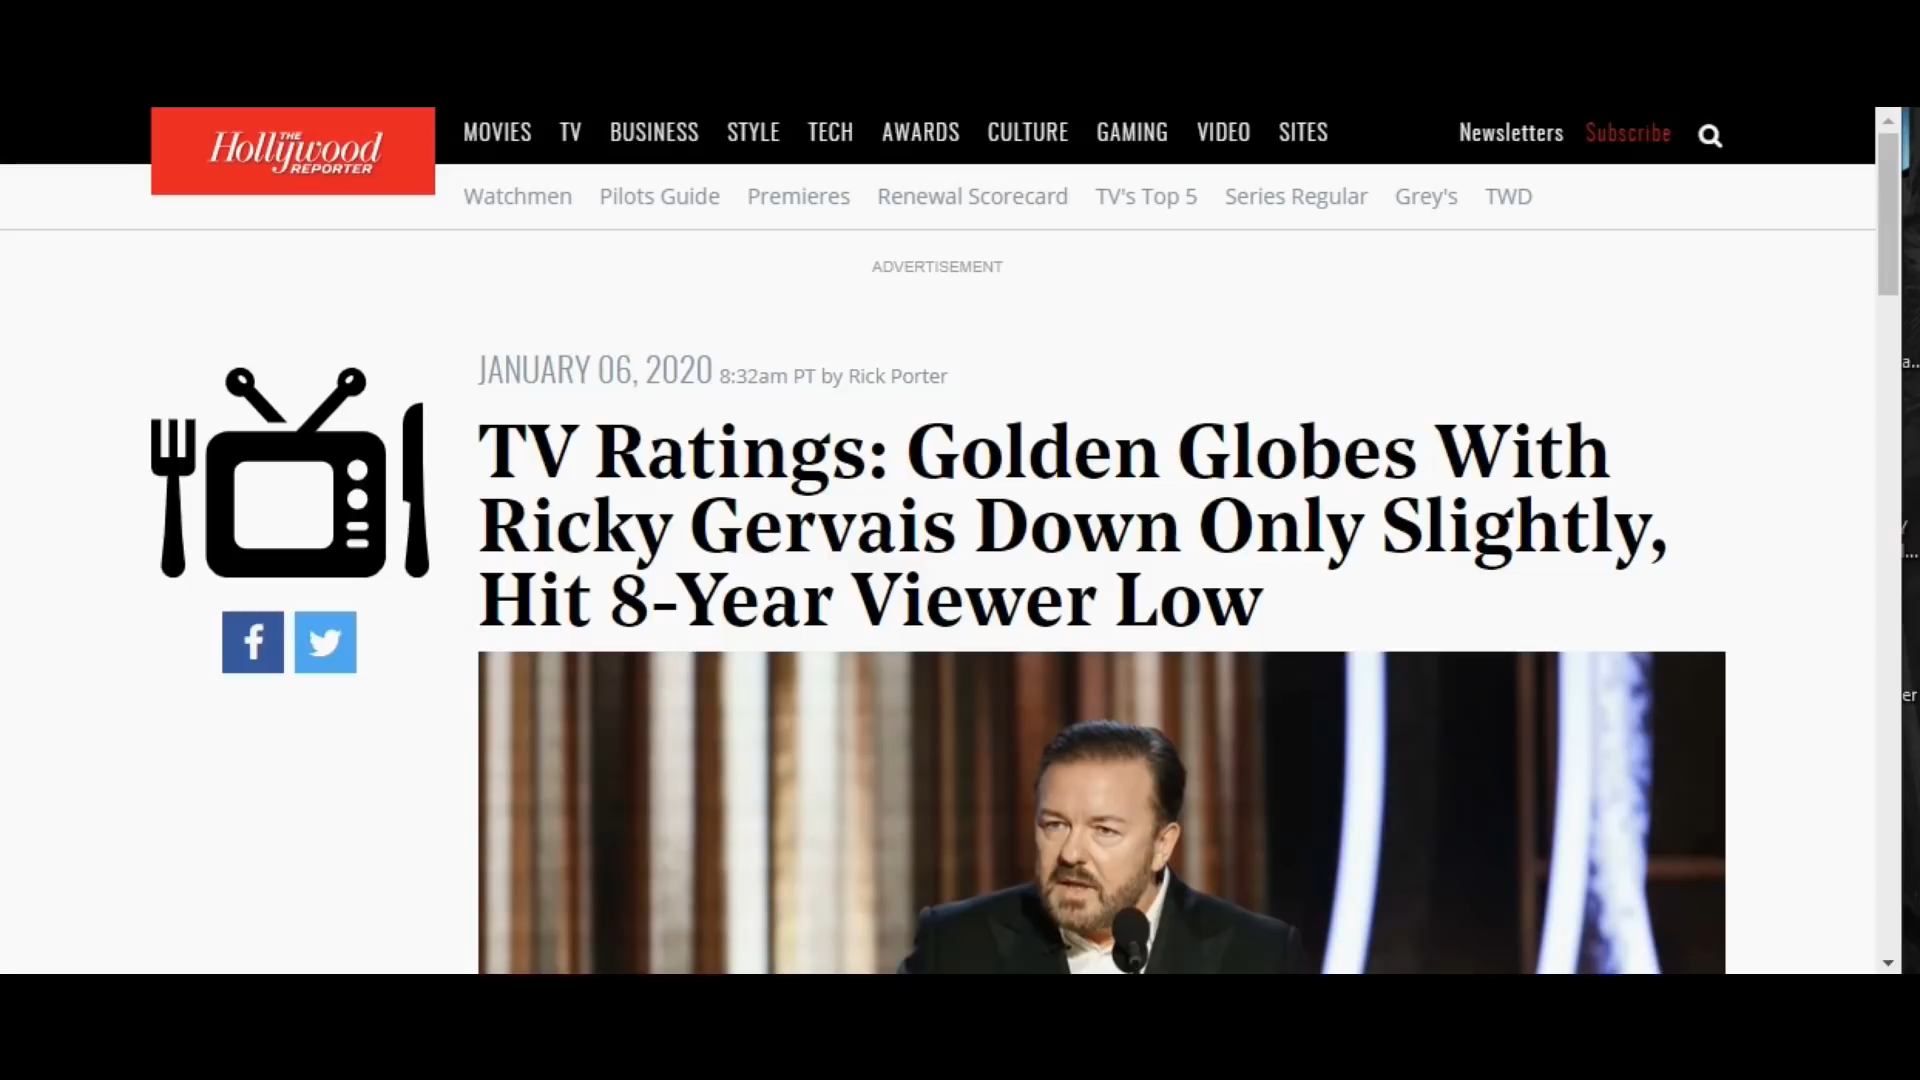 THE
Hollywood
REPORTER
MOVIES TV BUSINESS STYLE TECH AWARDS CULTURE GAMING VIDEO SITES Newsletters Subscribe
Watchmen Pilots Guide Premieres Renewal Scorecard TV's Top 5 Series Regular Grey's TWD
ADVERTISEMENT
JANUARY 06, 2020 8:32am PT by Rick Porter
TV Ratings: Golden Globes With
Ricky Gervais Down Only Slightly,
Hit 8-Year Viewer Low